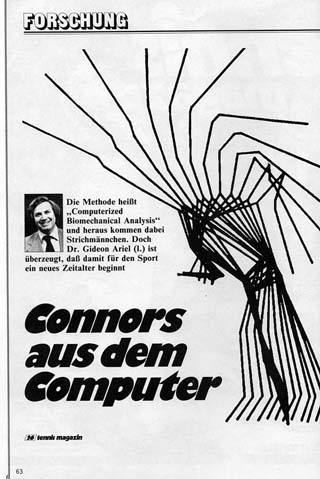 FORSCHUNG
Die Methode heißt
„Computerized
Biomechanical Analysis“
und heraus kommen dabei
Strichmännchen. Doch
Dr. Gideon Ariel (l.) ist
überzeugt, daß damit für den Sport
ein neues Zeitalter beginnt
Connors
aus dem
Computer
16 tennis magazin
63